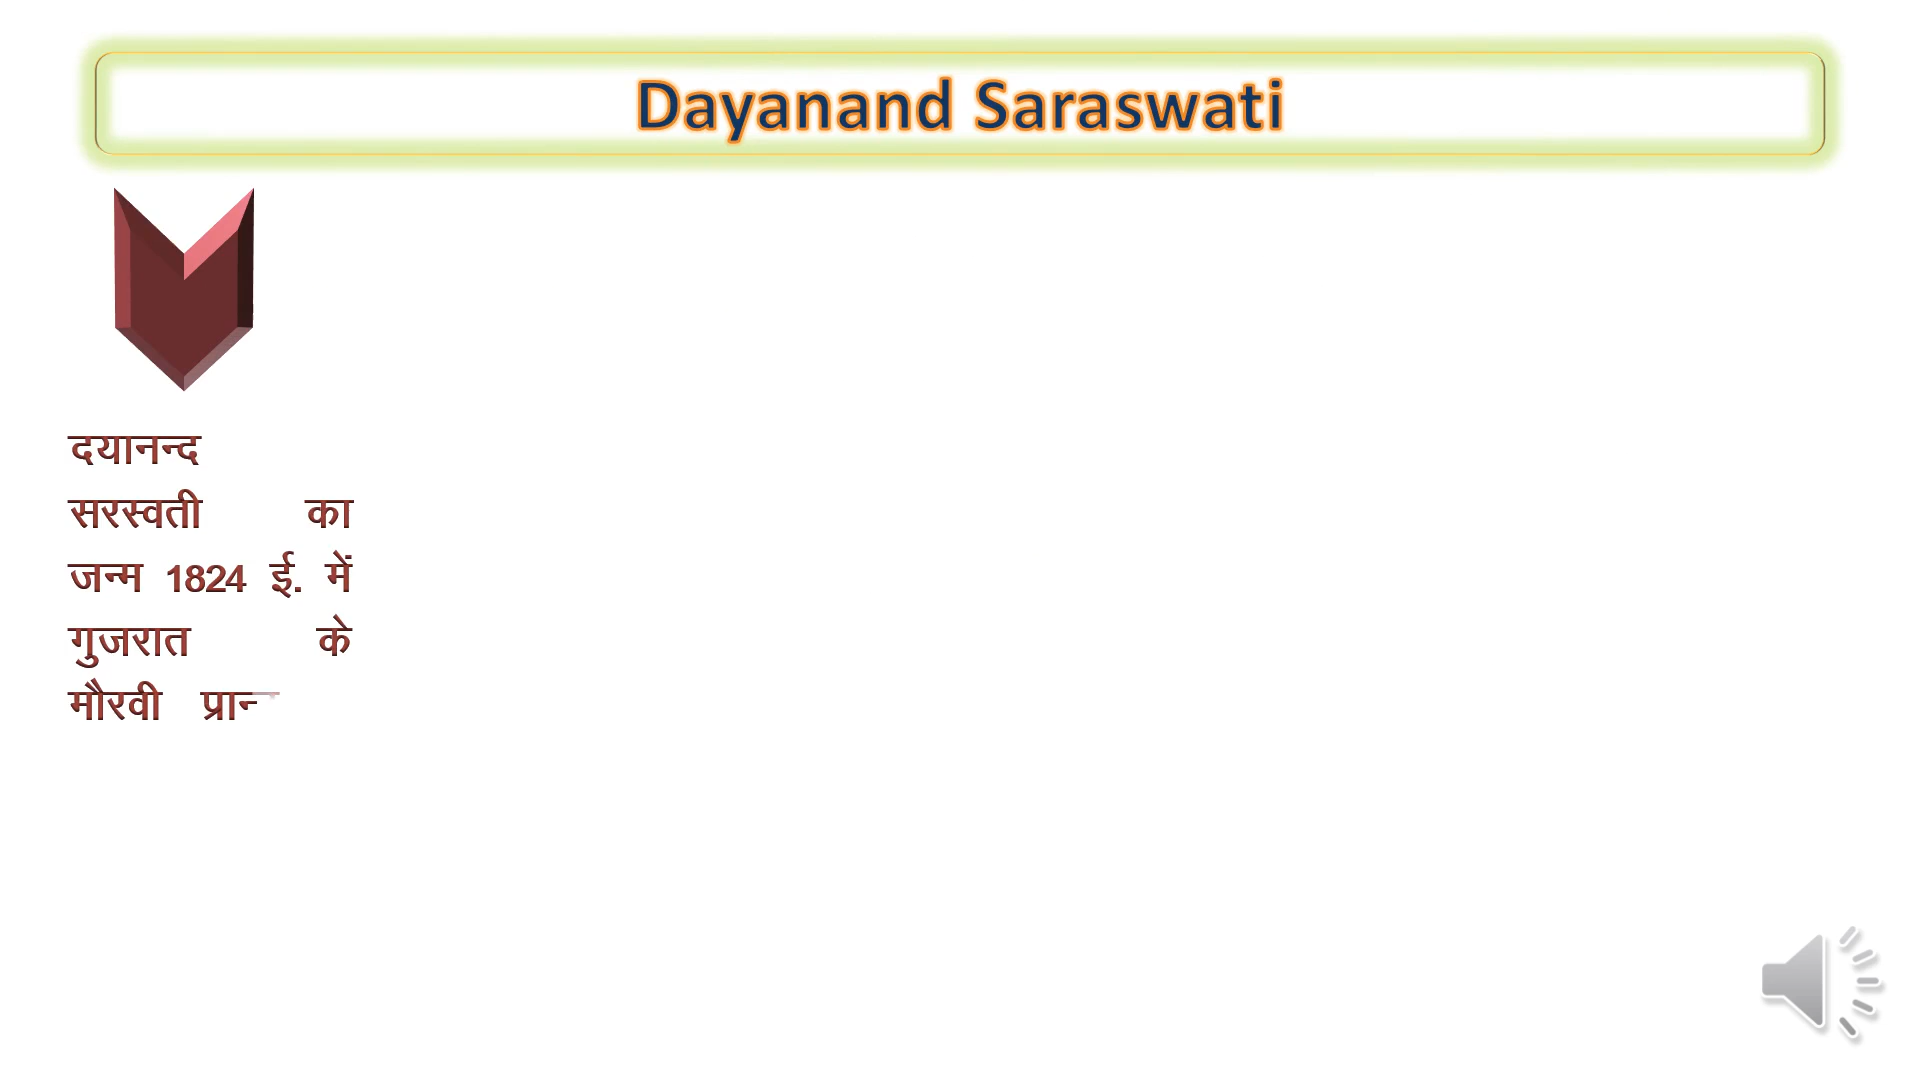 Dayanand Saraswati
दयानन्द
सरस्वती का
जन्म 1824 ई. में
गुजरात के
मौरवी